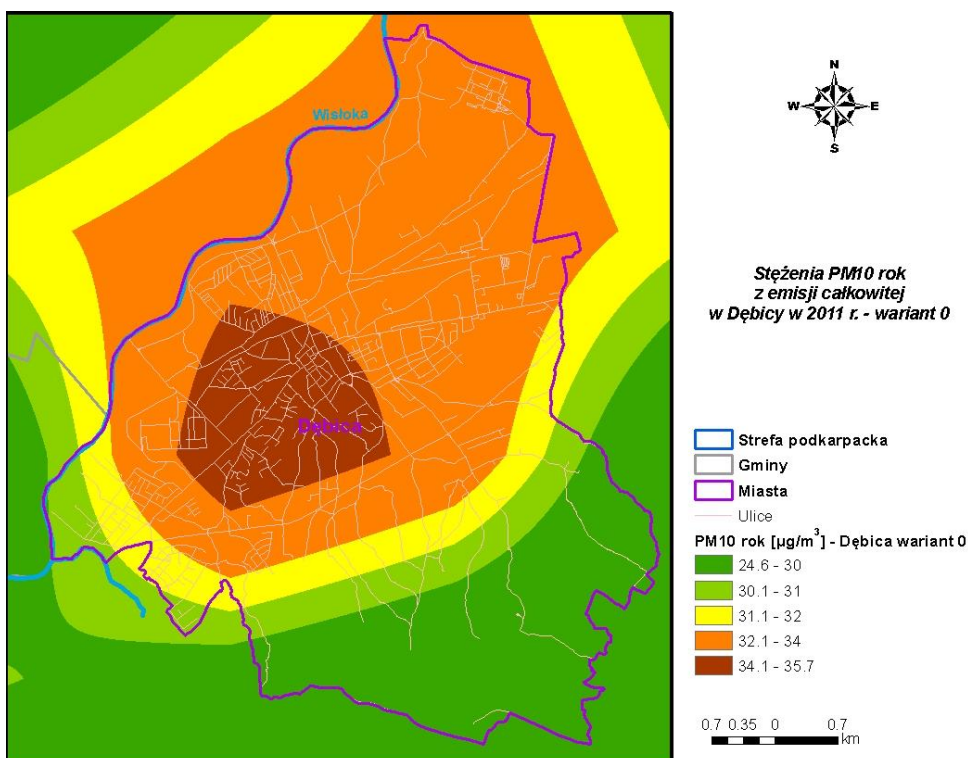 Wisłoka
Dębica
N
W E
S
Stężenia PM10 rok
z emisji całkowitej
w Dębicy w 2011 r. - wariant 0
Strefa podkarpacka
Gminy
Miasta
Ulice
PM10 rok [µg/m³] - Dębica wariant 0
24.6 - 30
30.1 - 31
31.1 - 32
32.1 - 34
34.1 - 35.7
0.7 0.35 0 0.7
km